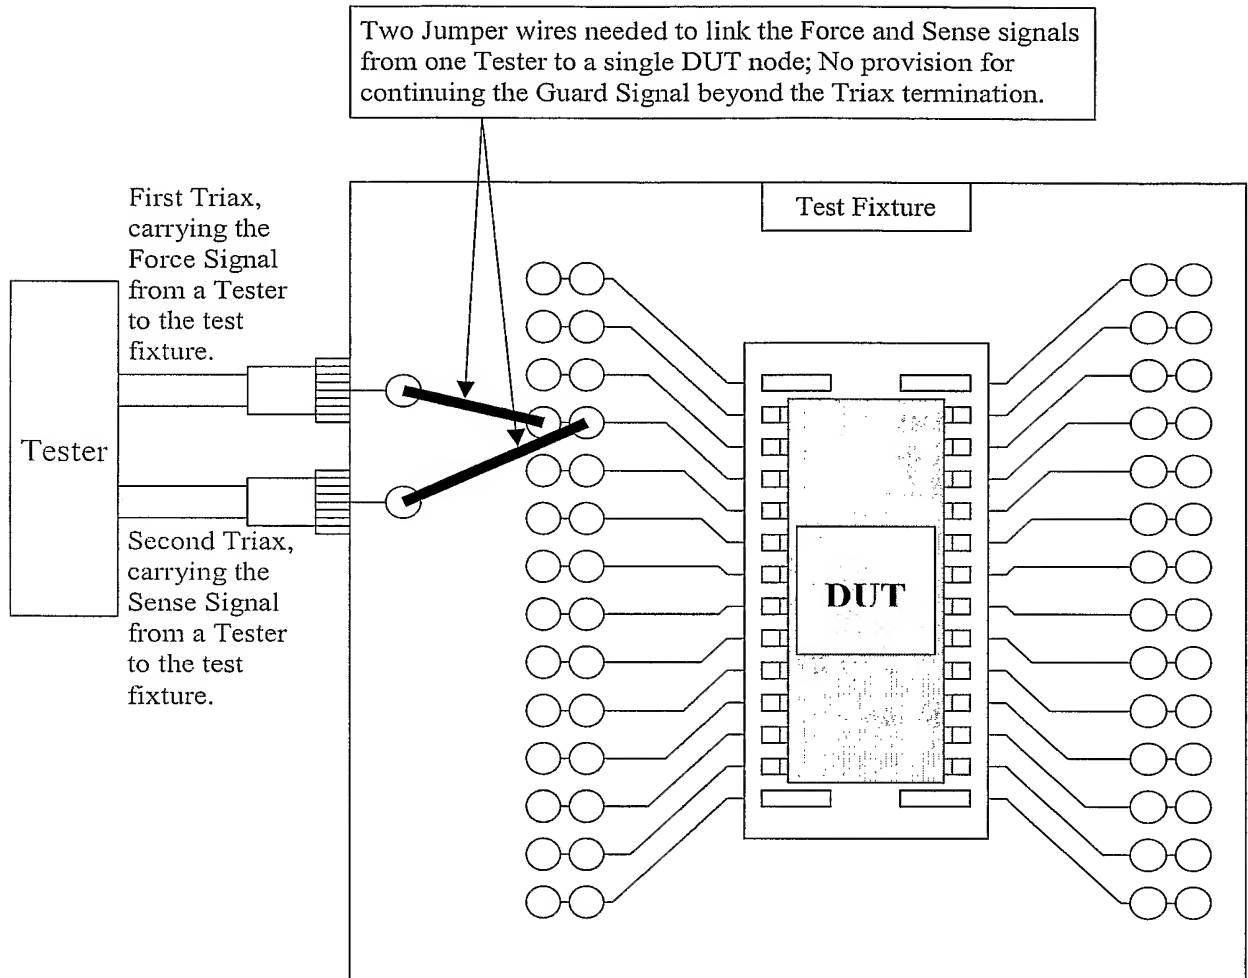 Two Jumper wires needed to link the Force and Sense signals
from one Tester to a single DUT node; No provision for
continuing the Guard Signal beyond the Triax termination.
First Triax,
carrying the
Force Signal
from a Tester
to the test
fixture.
Test Fixture
Tester
DUT
Second Triax,
carrying the
Sense Signal
from a Tester
to the test
fixture.